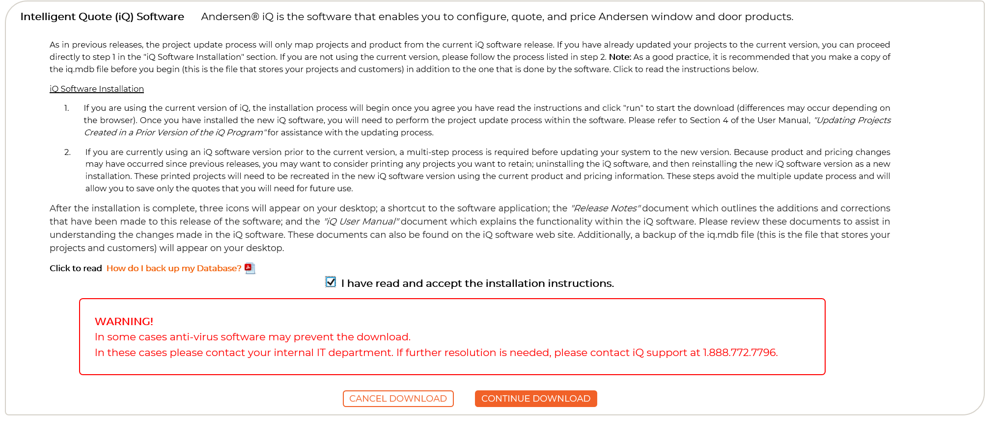 Intelligent Quote (iQ) Software Andersen® iQ is the software that enables you to configure, quote, and price Andersen window and door products.
As in previous releases, the project update process will only map projects and product from the current iQ software release. If you have already updated your projects to the current version, you can proceed
directly to step 1 in the "iQ Software Installation" section. If you are not using the current version, please follow the process listed in step 2. Note: As a good practice, it is recommended that you make a copy of
the iq.mdb file before you begin (this is the file that stores your projects and customers) in addition to the one that is done by the software. Click to read the instructions below.
iQ Software Installation
1. If you are using the current version of iQ, the installation process will begin once you agree you have read the instructions and click "run" to start the download (differences may occur depending on
the browser). Once you have installed the new iQ software, you will need to perform the project update process within the software. Please refer to Section 4 of the User Manual, "Updating Projects
Created in a Prior Version of the iQ Program" for assistance with the updating process.
2. If you are currently using an iQ software version prior to the current version, a multi-step process is required before updating your system to the new version. Because product and pricing changes
may have occurred since previous releases, you may want to consider printing any projects you want to retain; uninstalling the iQ software, and then reinstalling the new iQ software version as a new
installation. These printed projects will need to be recreated in the new iQ software version using the current product and pricing information. These steps avoid the multiple update process and will
allow you to save only the quotes that you will need for future use.
After the installation is complete, three icons will appear on your desktop; a shortcut to the software application; the "Release Notes" document which outlines the additions and corrections
that have been made to this release of the software; and the "iQ User Manual" document which explains the functionality within the iQ software. Please review these documents to assist in
understanding the changes made in the iQ software. These documents can also be found on the iQ software web site. Additionally, a backup of the iq.mdb file (this is the file that stores your
projects and customers) will appear on your desktop.
Click to read How do I back up my Database?
I have read and accept the installation instructions.
WARNING!
In some cases anti-virus software may prevent the download.
In these cases please contact your internal IT department. If further resolution is needed, please contact iQ support at 1.888.772.7796.
CANCEL DOWNLOAD CONTINUE DOWNLOAD